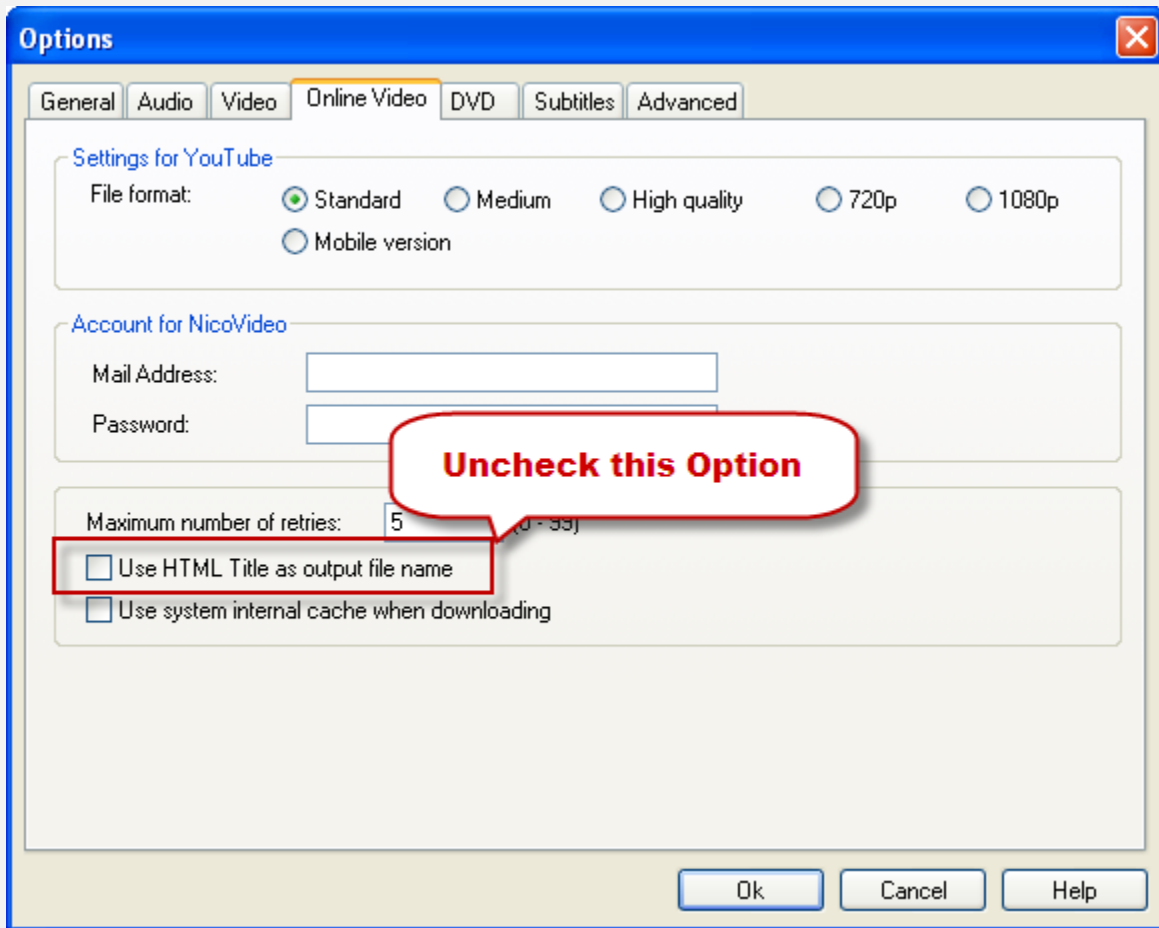 Options
General Audio Video Online Video DVD Subtitles Advanced
Settings for YouTube
File format: Standard Medium High quality 720p 1080p
Mobile version
Account for NicoVideo
Mail Address:
Password:
Uncheck this Option
Maximum number of retries: 5 (0 - 99)
Use HTML Title as output file name
Use system internal cache when downloading
Ok Cancel Help